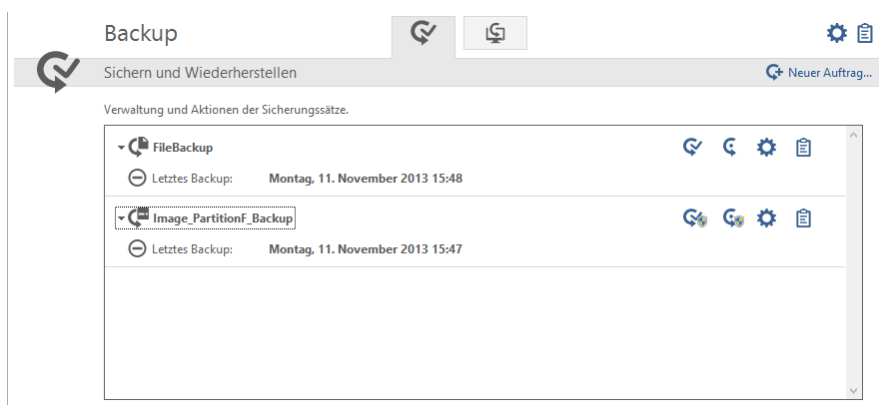 Backup
Sichern und Wiederherstellen
Neuer Auftrag...
Verwaltung und Aktionen der Sicherungssätze.
FileBackup
Letztes Backup: Montag, 11. November 2013 15:48
Image_PartitionF_Backup
Letztes Backup: Montag, 11. November 2013 15:47